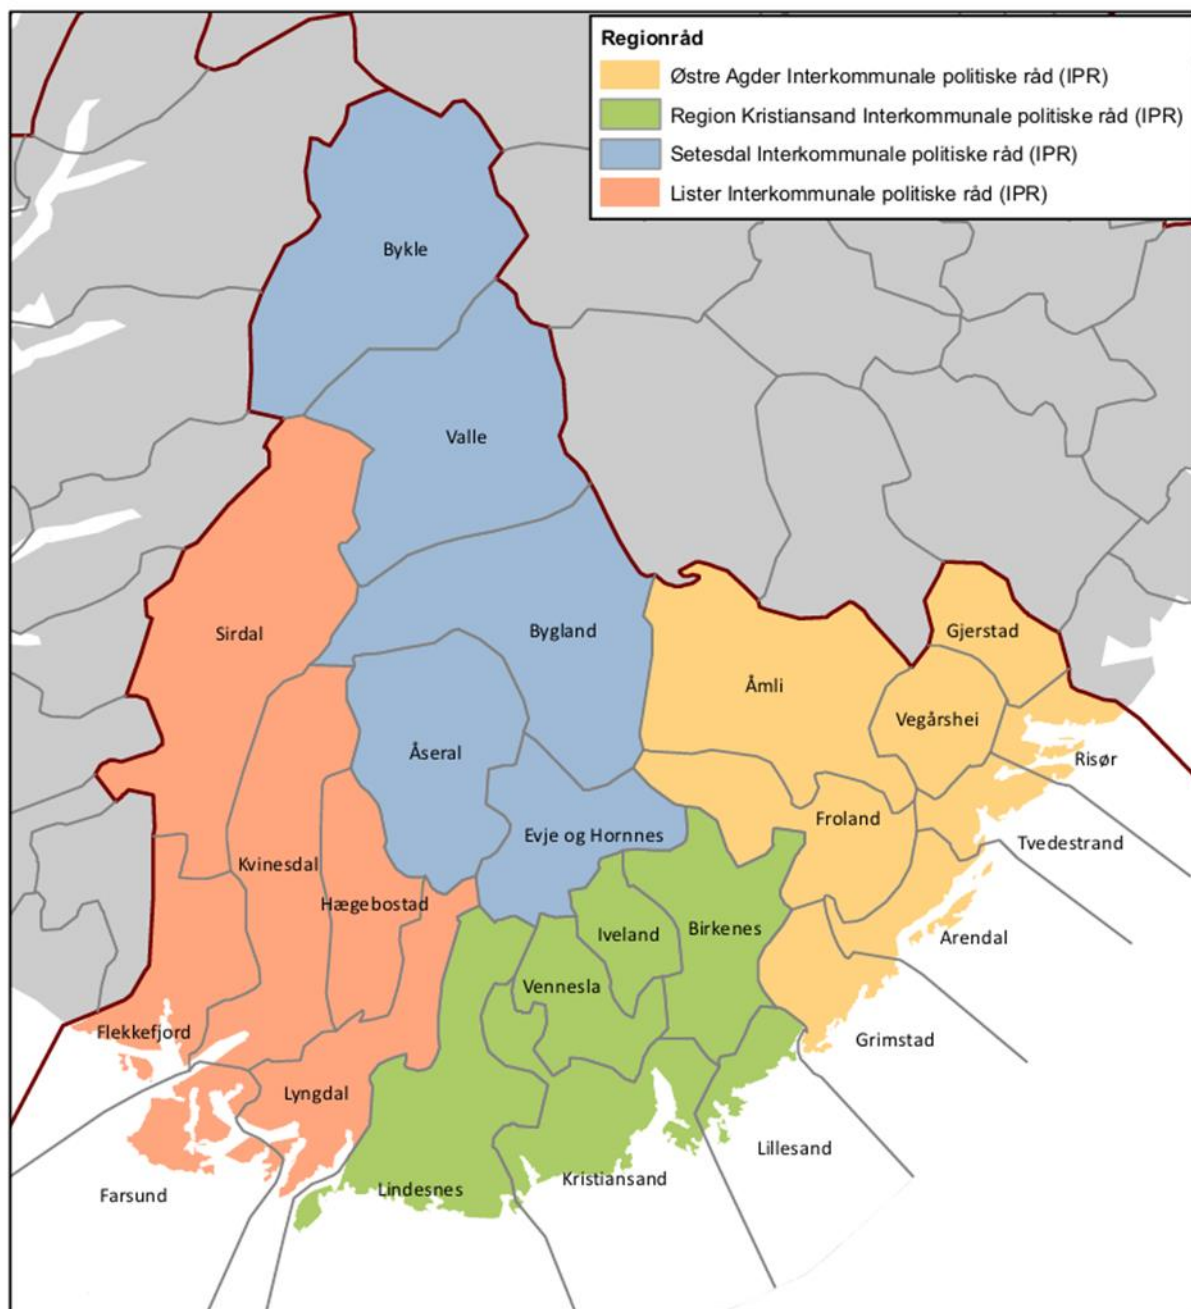 Regionråd
Østre Agder Interkommunale politiske råd (IPR)
Region Kristiansand Interkommunale politiske råd (IPR)
Setesdal Interkommunale politiske råd (IPR)
Lister Interkommunale politiske råd (IPR)
Bykle
Valle
Sirdal
Bygland
Gjerstad
Åmli
Vegårshei
Åseral
Risør
Froland
Evje og Hornnes
Tvedestrand
Kvinesdal
Hægebostad
Iveland
Birkenes
Arendal
Vennesla
Flekkefjord
Grimstad
Lyngdal
Lillesand
Kristiansand
Lindesnes
Farsund